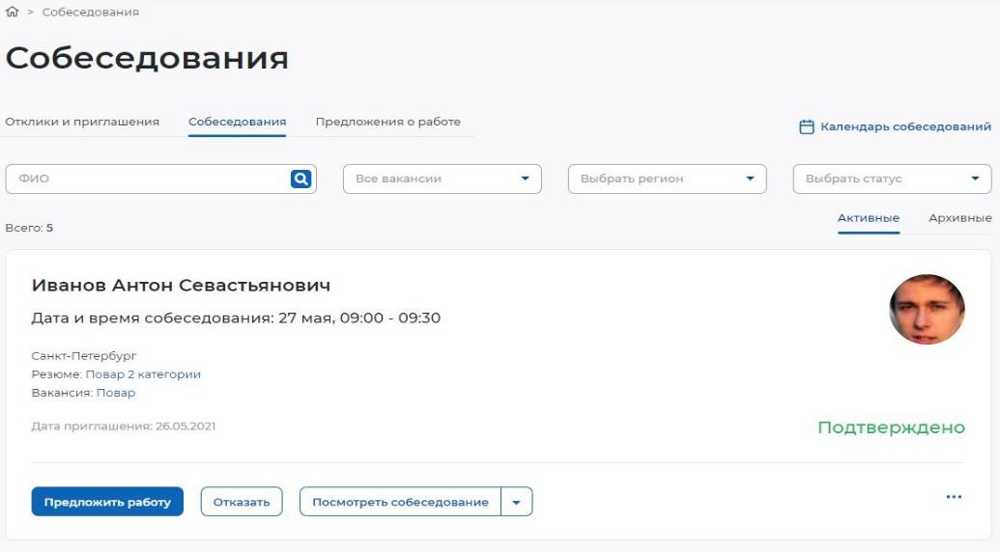 > Собеседования
Собеседования
Отклики и приглашения Собеседования Предложения о работе
Календарь собеседований
ФИО Все вакансии Выбрать регион Выбрать статус
Всего: 5
Активные Архивные
Иванов Антон Севастьянович
Дата и время собеседования: 27 мая, 09:00 - 09:30
Санкт-Петербург
Резюме: Повар 2 категории
Вакансия: Повар
Дата приглашения: 26.05.2021
Подтверждено
Предложить работу Отказать Посмотреть собеседование